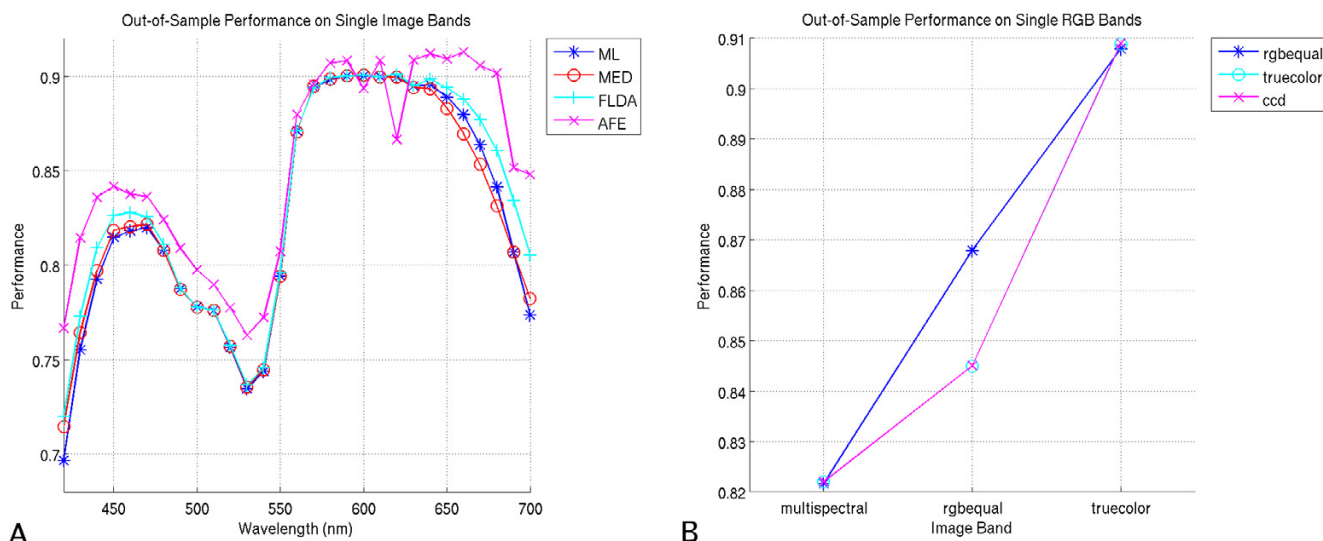 Out-of-Sample Performance on Single Image Bands
ML
MED
FLDA
AFE
0.9
0.85
0.8
0.75
0.7
Performance
450
500
550
600
650
700
Wavelength (nm)
A
Out-of-Sample Performance on Single RGB Bands
rgbequal
truecolor
ccd
0.91
0.9
0.89
0.88
0.87
0.86
0.85
0.84
0.83
0.82
Performance
multispectral
rgbequal
truecolor
Image Band
B